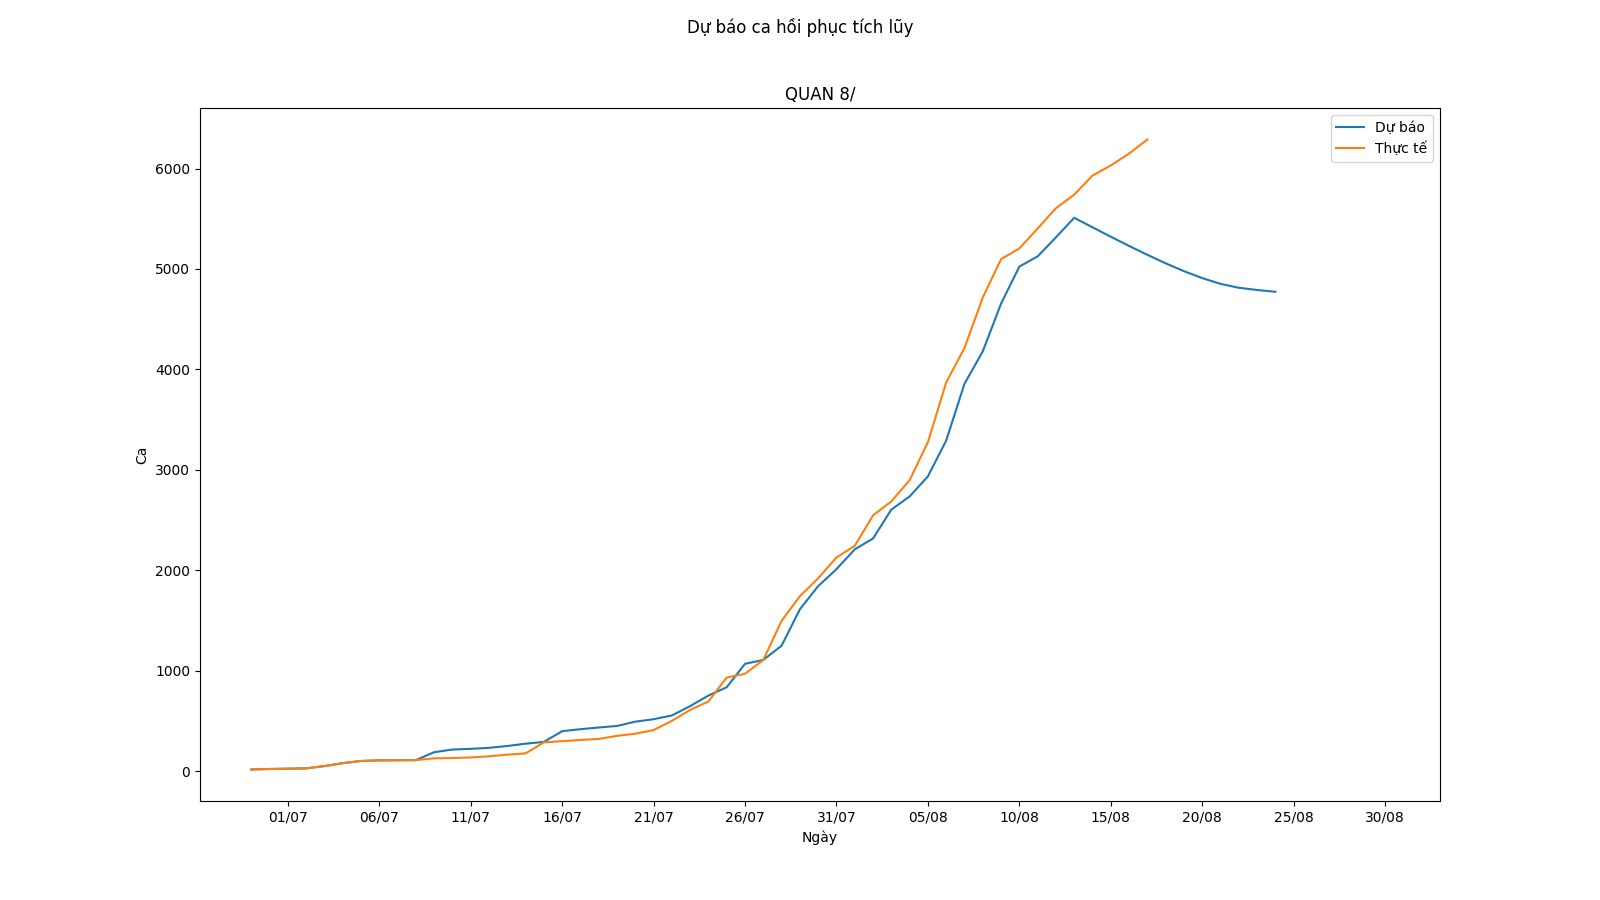 Dự báo ca hồi phục tích lũy
QUAN 8/
Dự báo
Thực tế
6000
5000
4000
3000
2000
1000
0
Ca
01/07 06/07 11/07 16/07 21/07 26/07 31/07 05/08 10/08 15/08 20/08 25/08 30/08
Ngày